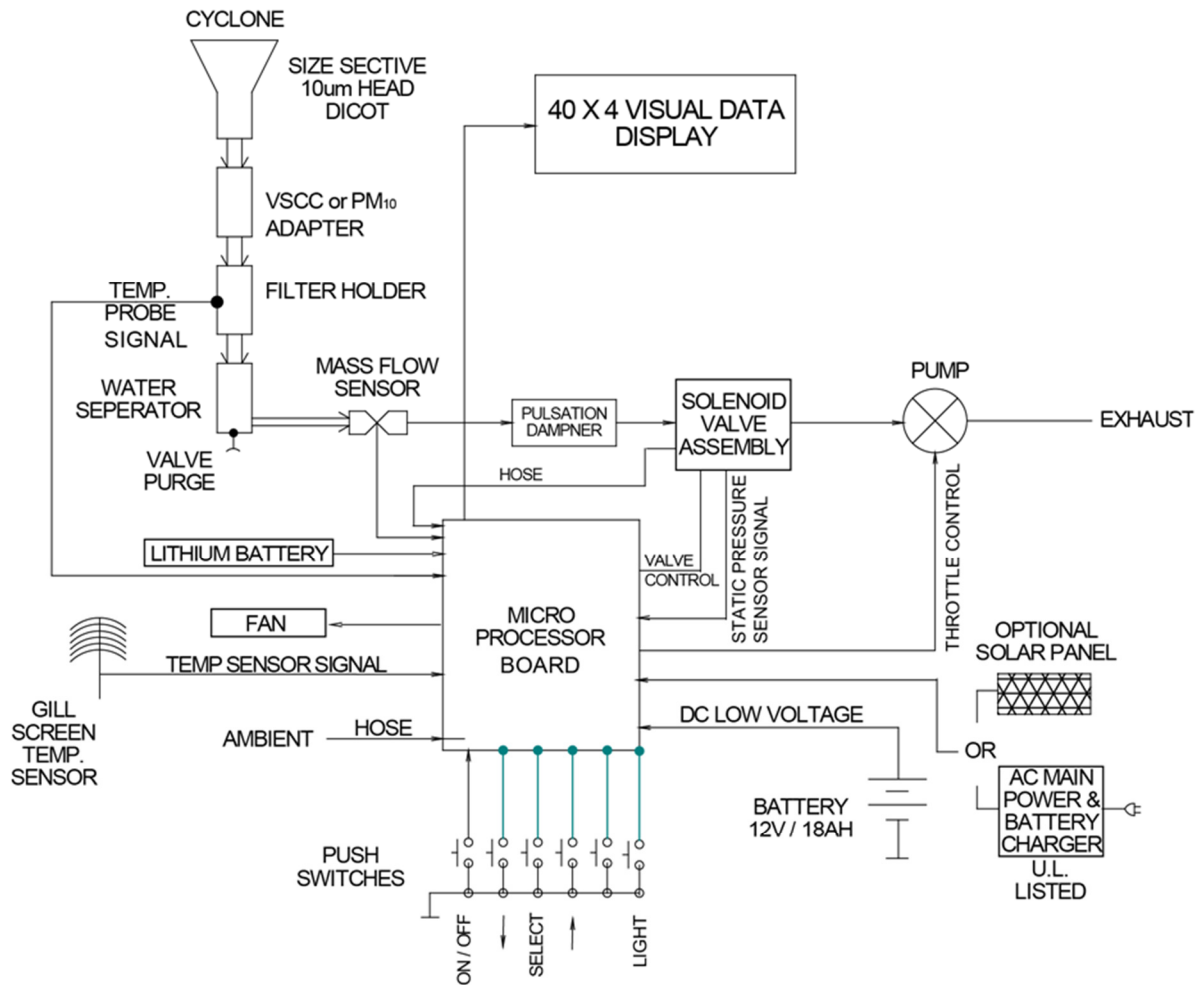 CYCLONE
SIZE SECTIVE
10um HEAD
DICOT
40 X 4 VISUAL DATA
DISPLAY
VSCC or PM10
ADAPTER
TEMP.
PROBE
SIGNAL
FILTER HOLDER
WATER
SEPERATOR
VALVE
PURGE
MASS FLOW
SENSOR
PULSATION
DAMPNER
SOLENOID
VALVE
ASSEMBLY
PUMP
EXHAUST
HOSE
LITHIUM BATTERY
VALVE
CONTROL
STATIC PRESSURE
SENSOR SIGNAL
THROTTLE CONTROL
FAN
MICRO
PROCESSOR
BOARD
TEMP SENSOR SIGNAL
GILL
SCREEN
TEMP.
SENSOR
AMBIENT
HOSE
OPTIONAL
SOLAR PANEL
DC LOW VOLTAGE
OR
BATTERY
12V / 18AH
AC MAIN
POWER &
BATTERY
CHARGER
U.L.
LISTED
PUSH
SWITCHES
ON / OFF
SELECT
LIGHT